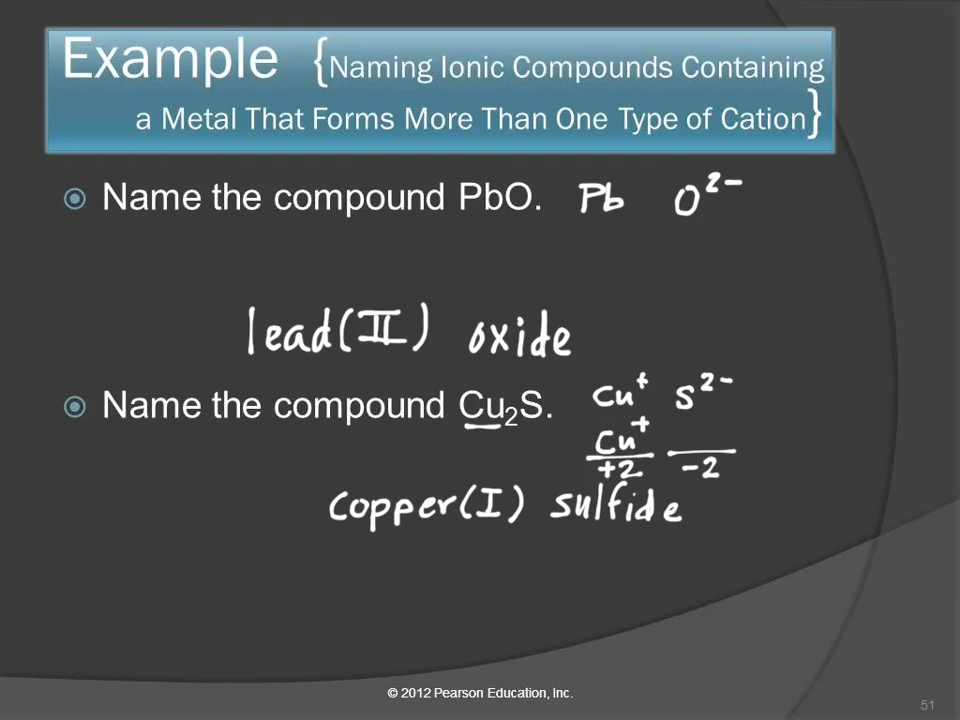 Example {Naming Ionic Compounds Containing
a Metal That Forms More Than One Type of Cation}
Name the compound PbO. Pb O²⁻
lead(II) oxide
Name the compound Cu₂S. Cu⁺ S²⁻
Cu⁺
+2 -2
copper(I) sulfide
© 2012 Pearson Education, Inc.
51